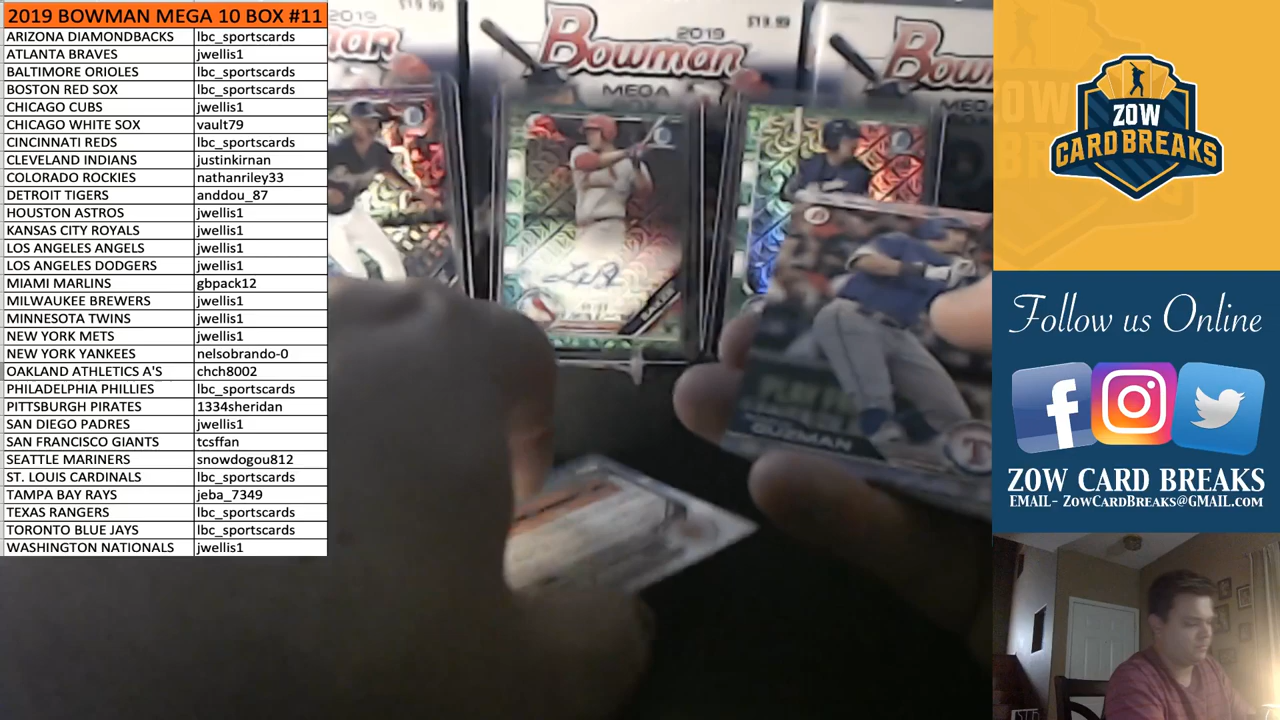 2019 BOWMAN MEGA 10 BOX #11
ARIZONA DIAMONDBACKS lbc_sportscards
ATLANTA BRAVES jwellis1
BALTIMORE ORIOLES lbc_sportscards
BOSTON RED SOX lbc_sportscards
CHICAGO CUBS jwellis1
CHICAGO WHITE SOX vault79
CINCINNATI REDS lbc_sportscards
CLEVELAND INDIANS justinkirnan
COLORADO ROCKIES nathanriley33
DETROIT TIGERS anddou_87
HOUSTON ASTROS jwellis1
KANSAS CITY ROYALS jwellis1
LOS ANGELES ANGELS jwellis1
LOS ANGELES DODGERS jwellis1
MIAMI MARLINS gbpack12
MILWAUKEE BREWERS jwellis1
MINNESOTA TWINS jwellis1
NEW YORK METS jwellis1
NEW YORK YANKEES nelsobrando-0
OAKLAND ATHLETICS A'S chch8002
PHILADELPHIA PHILLIES lbc_sportscards
PITTSBURGH PIRATES 1334sheridan
SAN DIEGO PADRES jwellis1
SAN FRANCISCO GIANTS tcsffan
SEATTLE MARINERS snowdogou812
ST. LOUIS CARDINALS lbc_sportscards
TAMPA BAY RAYS jeba_7349
TEXAS RANGERS lbc_sportscards
TORONTO BLUE JAYS lbc_sportscards
WASHINGTON NATIONALS jwellis1
2019 $19.99
2019 $19.99
Bowman
MEGA
BAKER
GUZMAN
ZOW
CARD BREAKS
Follow us Online
ZOW CARD BREAKS
EMAIL- ZowCardBreaks@GMAIL.COM